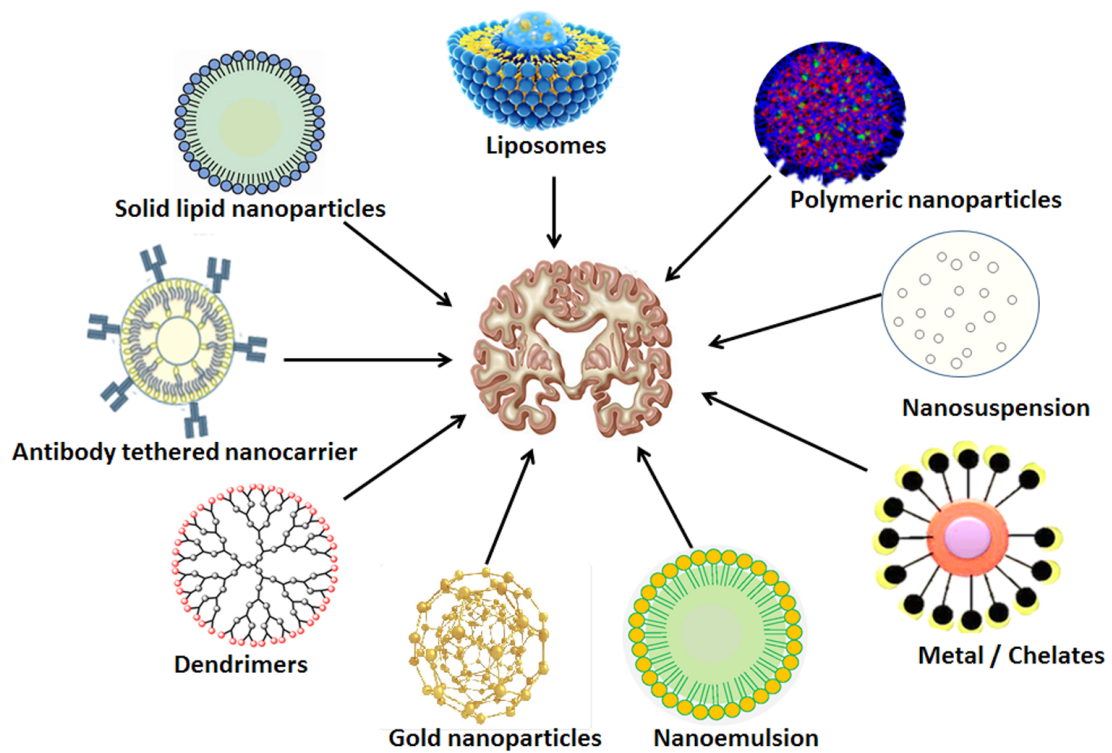 Liposomes
Solid lipid nanoparticles
Polymeric nanoparticles
Antibody tethered nanocarrier
Nanosuspension
Dendrimers
Metal / Chelates
Gold nanoparticles
Nanoemulsion